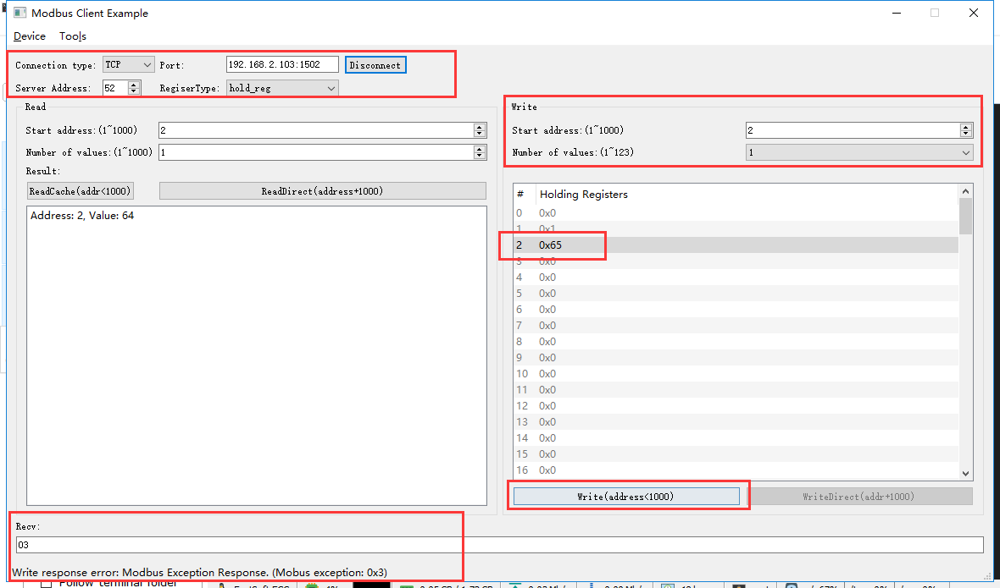 Modbus Client Example
Device Tools
Connection type: TCP Port: 192.168.2.103:1502 Disconnect
Server Address: 52 RegiserType: hold_reg
Read
Start address:(1~1000) 2
Number of values:(1~1000) 1
Result:
ReadCache(addr<1000) ReadDirect(address+1000)
Address: 2, Value: 64
Write
Start address:(1~1000) 2
Number of values:(1~123) 1
# Holding Registers
0 0x0
1 0x1
2 0x65
3 0x0
4 0x0
5 0x0
6 0x0
7 0x0
8 0x0
9 0x0
10 0x0
11 0x0
12 0x0
13 0x0
14 0x0
15 0x0
16 0x0
Write(address<1000) WriteDirect(addr+1000)
Recv:
03
Write response error: Modbus Exception Response. (Mobus exception: 0x3)
Follow terminal folder